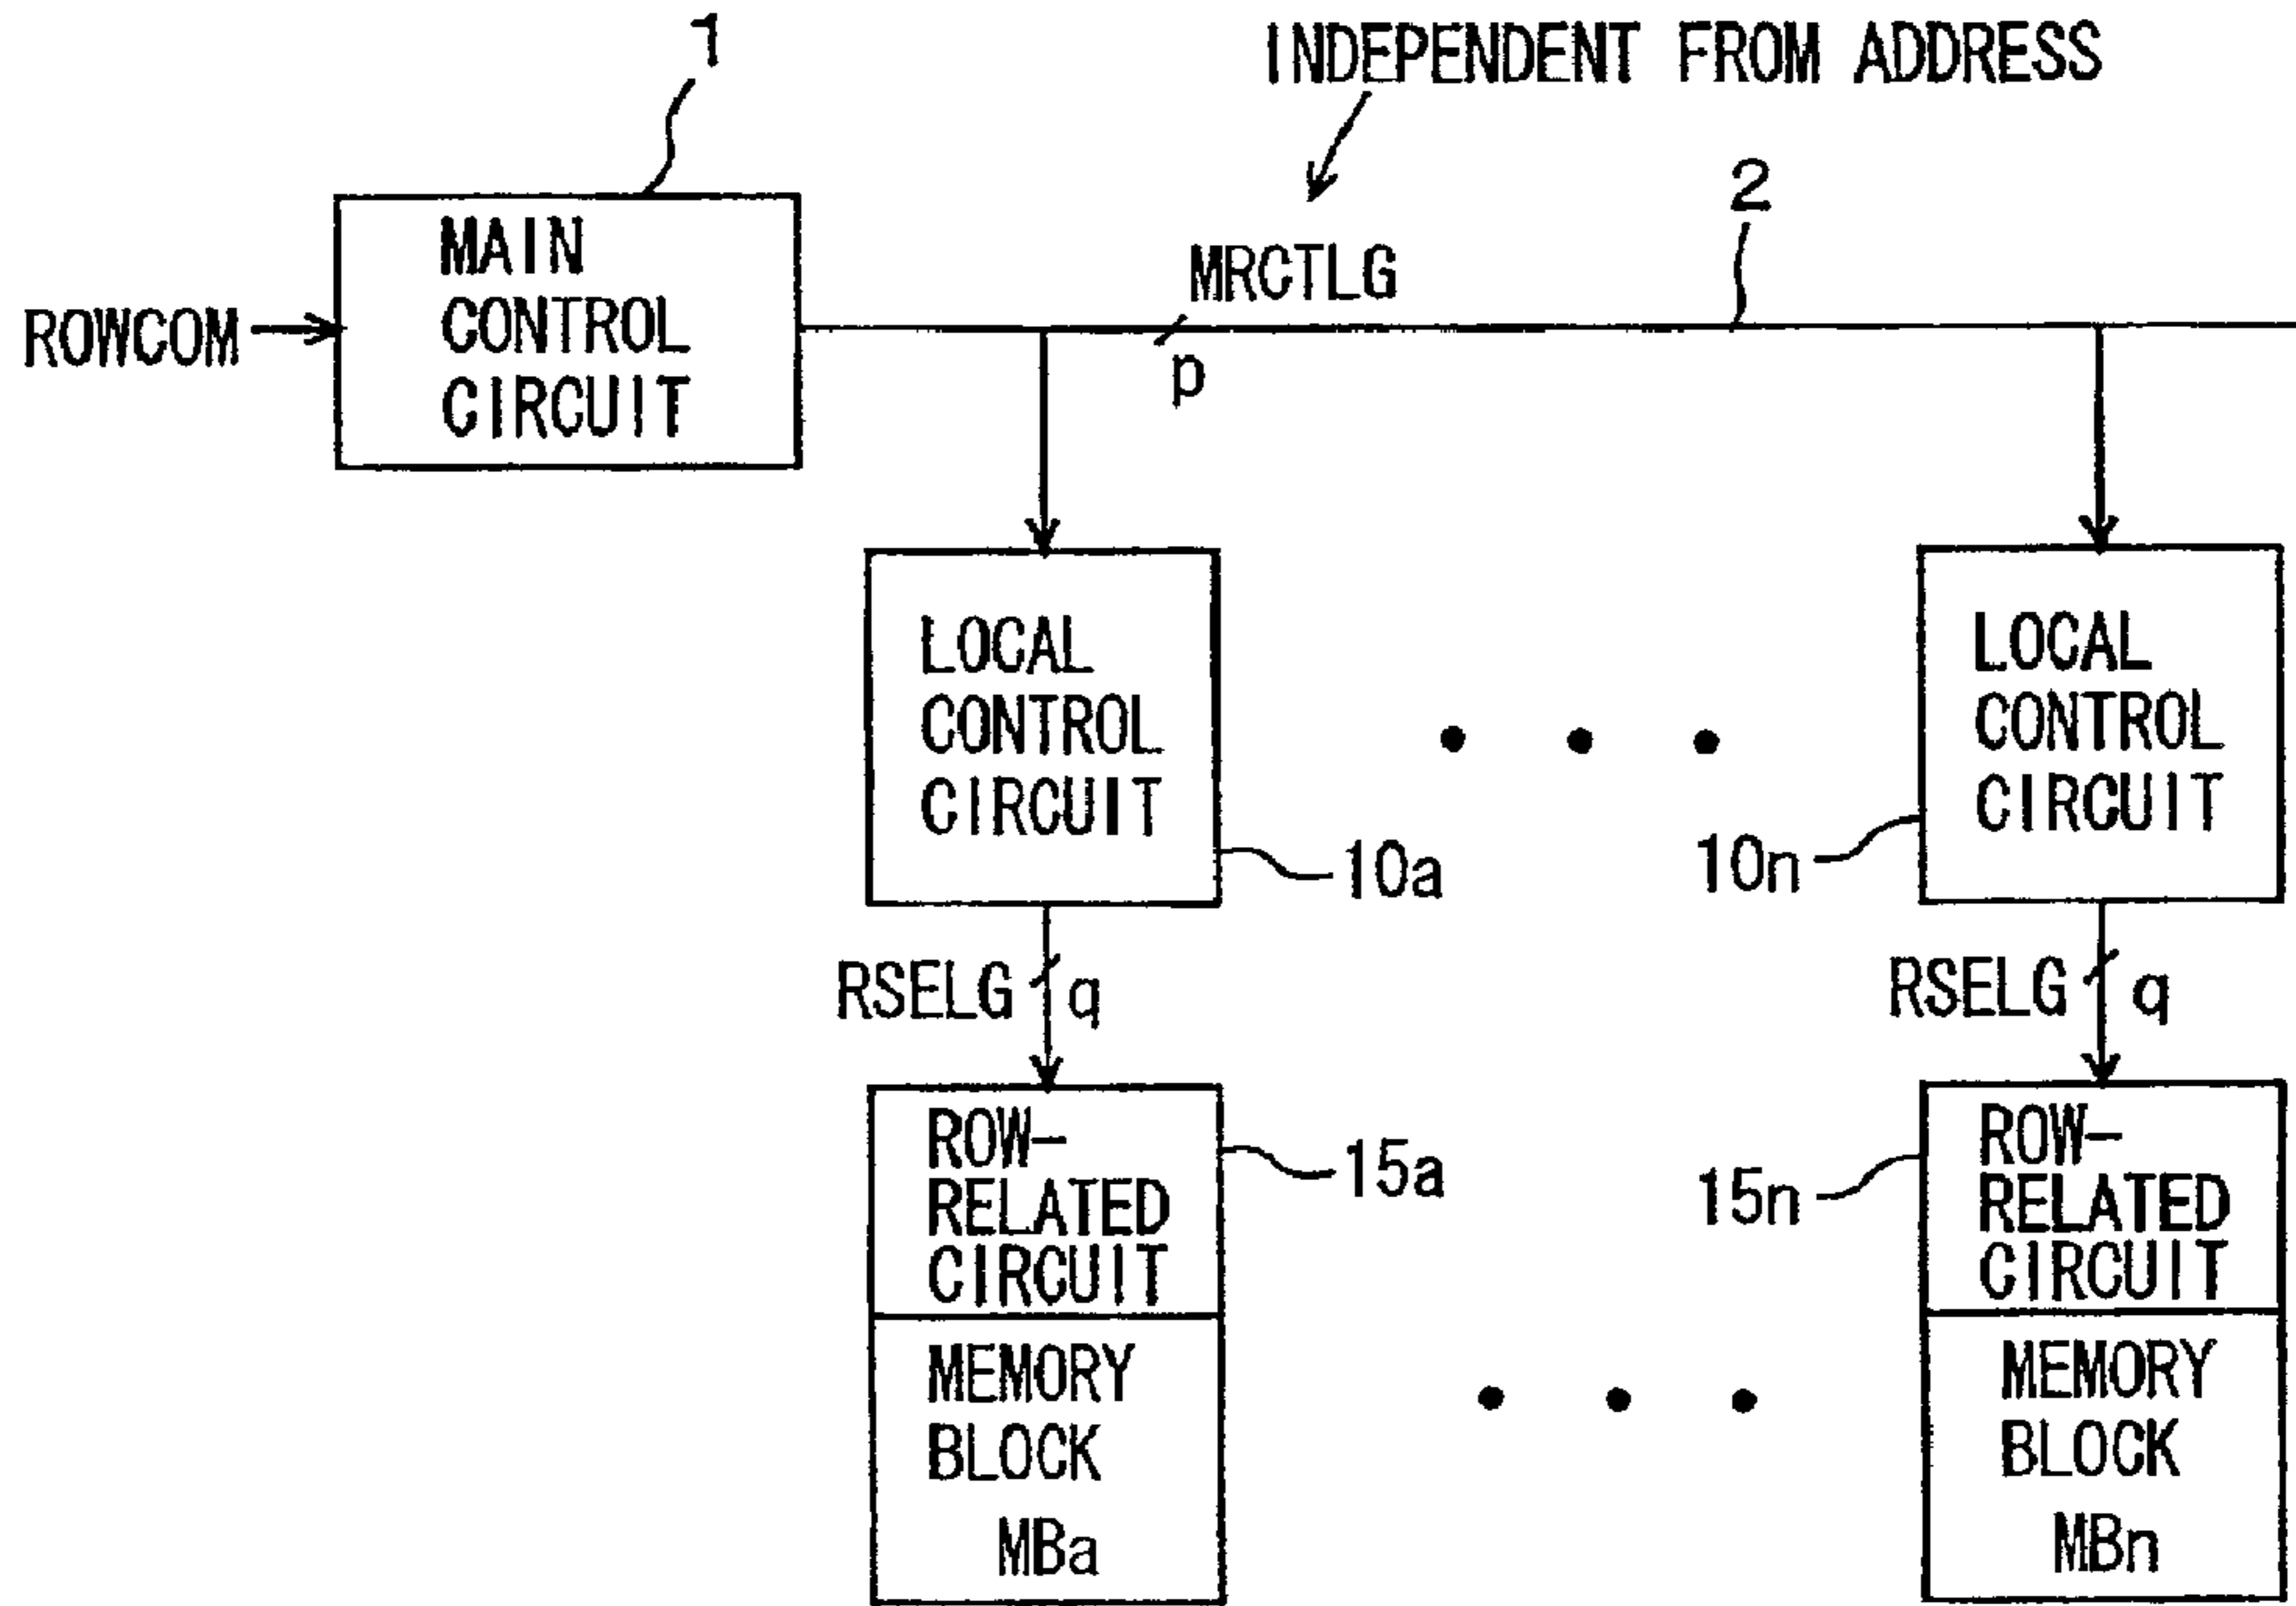 1
INDEPENDENT FROM ADDRESS
2
MAIN
CONTROL
CIRCUIT
MRCTLG
ROWCOM
p
LOCAL
CONTROL
CIRCUIT
LOCAL
CONTROL
CIRCUIT
10a
10n
RSELG
q
RSELG
q
ROW-
RELATED
CIRCUIT
15a
15n
ROW-
RELATED
CIRCUIT
MEMORY
BLOCK
MBa
MEMORY
BLOCK
MBn